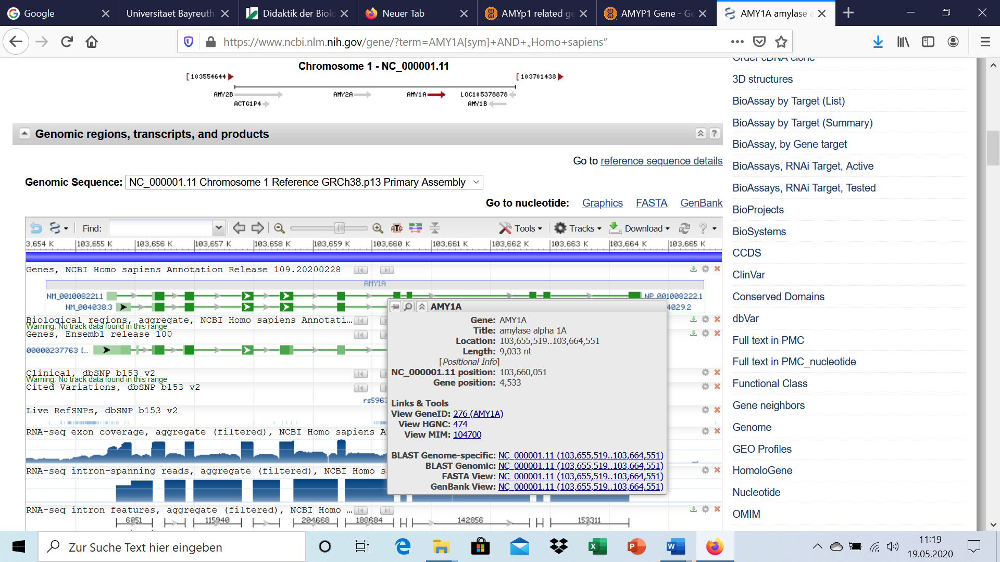 Google
Universitaet Bayreuth
Didaktik der Biolo
Neuer Tab
AMYp1 related ge
AMYP1 Gene - Ge
AMY1A amylase a
https://www.ncbi.nlm.nih.gov/gene/?term=AMY1A[sym]+AND+„Homo+sapiens“
Chromosome 1 - NC_000001.11
[ 103554644
[ 103701438
AMY2B
AMY2A
AMY1A
LOC105378878
ACTG1P4
AMY1B
Genomic regions, transcripts, and products
?
Go to reference sequence details
Genomic Sequence: NC_000001.11 Chromosome 1 Reference GRCh38.p13 Primary Assembly
Go to nucleotide: Graphics FASTA GenBank
Find:
ATG
Tools
Tracks
Download
?
3,654 K
103,655 K
103,656 K
103,657 K
103,658 K
103,659 K
103,660 K
103,661 K
103,662 K
103,663 K
103,664 K
103,665 K
Genes, NCBI Homo sapiens Annotation Release 109.20200228
AMY1A
NM_001008221.1
NP_001008222.1
NM_004038.3
4029.2
Biological regions, aggregate, NCBI Homo sapiens Annotati…
Warning: No track data found in this range
Genes, Ensembl release 100
00000237763 […
Clinical, dbSNP b153 v2
Warning: No track data found in this range
Cited Variations, dbSNP b153 v2
rs5963
Live RefSNPs, dbSNP b153 v2
RNA-seq exon coverage, aggregate (filtered), NCBI Homo sapiens A
RNA-seq intron-spanning reads, aggregate (filtered), NCBI Homo s
RNA-seq intron features, aggregate (filtered), NCBI Homo …
6851
115940
204668
188684
142856
153311
AMY1A
Gene: AMY1A
Title: amylase alpha 1A
Location: 103,655,519..103,664,551
Length: 9,033 nt
[Positional Info]
NC_000001.11 position: 103,660,051
Gene position: 4,533
Links & Tools
View GeneID: 276 (AMY1A)
View HGNC: 474
View MIM: 104700
BLAST Genome-specific: NC_000001.11 (103,655,519..103,664,551)
BLAST Genomic: NC_000001.11 (103,655,519..103,664,551)
FASTA View: NC_000001.11 (103,655,519..103,664,551)
GenBank View: NC_000001.11 (103,655,519..103,664,551)
Order cDNA clone
3D structures
BioAssay by Target (List)
BioAssay by Target (Summary)
BioAssay, by Gene target
BioAssays, RNAi Target, Active
BioAssays, RNAi Target, Tested
BioProjects
BioSystems
CCDS
ClinVar
Conserved Domains
dbVar
Full text in PMC
Full text in PMC_nucleotide
Functional Class
Gene neighbors
Genome
GEO Profiles
HomoloGene
Nucleotide
OMIM
Zur Suche Text hier eingeben
11:19
19.05.2020